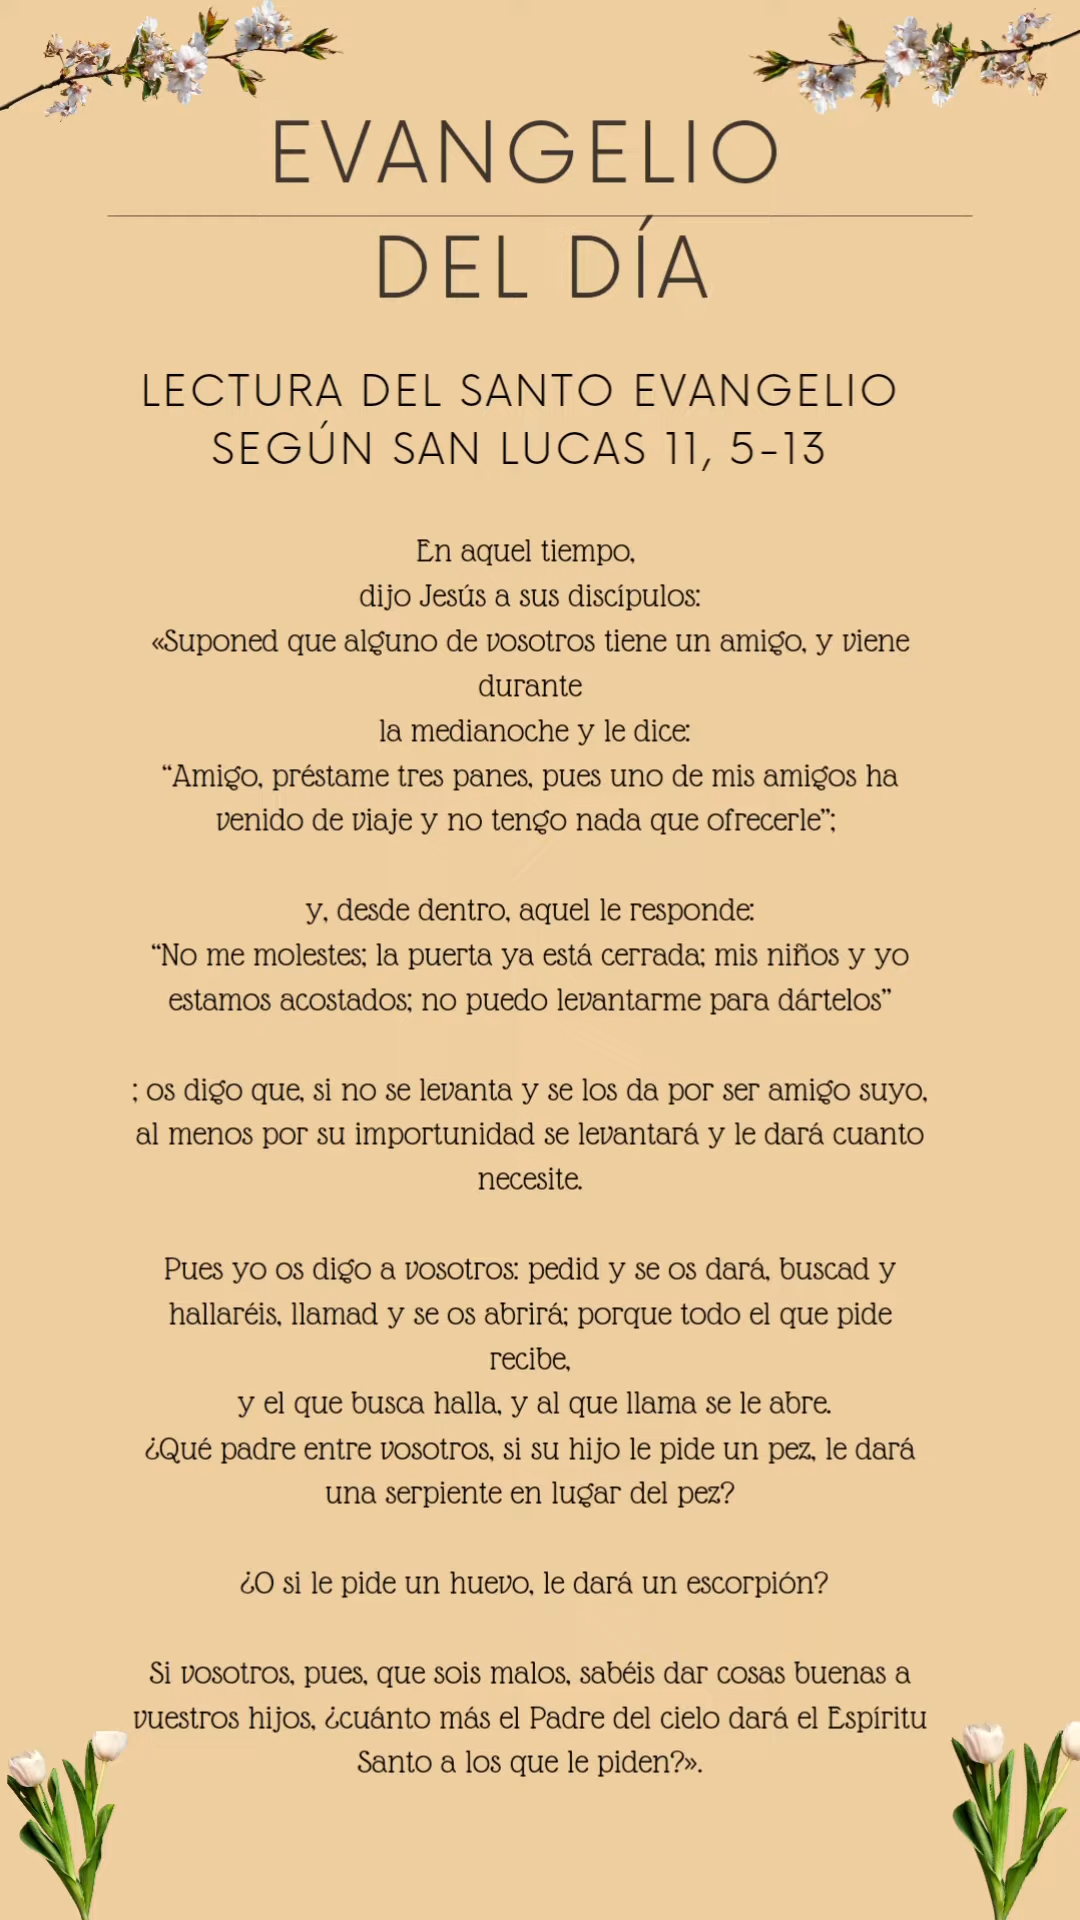 EVANGELIO
DEL DÍA
LECTURA DEL SANTO EVANGELIO
SEGÚN SAN LUCAS 11, 5-13
En aquel tiempo,
dijo Jesús a sus discípulos:
«Suponed que alguno de vosotros tiene un amigo, y viene
durante
la medianoche y le dice:
“Amigo, préstame tres panes, pues uno de mis amigos ha
venido de viaje y no tengo nada que ofrecerle”;
y, desde dentro, aquel le responde:
“No me molestes; la puerta ya está cerrada; mis niños y yo
estamos acostados; no puedo levantarme para dártelos”
; os digo que, si no se levanta y se los da por ser amigo suyo,
al menos por su importunidad se levantará y le dará cuanto
necesite.
Pues yo os digo a vosotros: pedid y se os dará, buscad y
hallaréis, llamad y se os abrirá; porque todo el que pide
recibe,
y el que busca halla, y al que llama se le abre.
¿Qué padre entre vosotros, si su hijo le pide un pez, le dará
una serpiente en lugar del pez?
¿O si le pide un huevo, le dará un escorpión?
Si vosotros, pues, que sois malos, sabéis dar cosas buenas a
vuestros hijos, ¿cuánto más el Padre del cielo dará el Espíritu
Santo a los que le piden?».